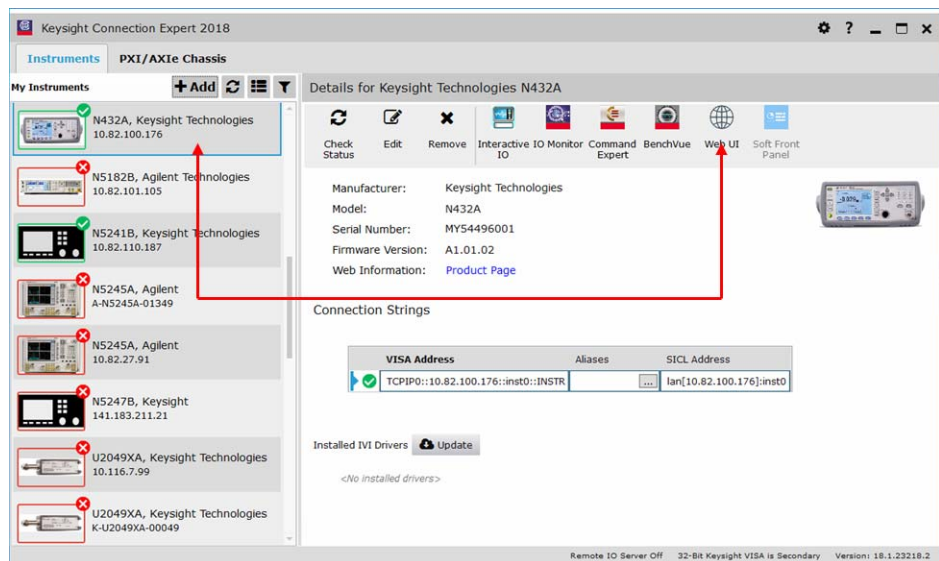 Keysight Connection Expert 2018
Instruments PXI/AXIe Chassis
My Instruments Add
N432A, Keysight Technologies
10.82.100.176
N5182B, Agilent Technologies
10.82.101.105
N5241B, Keysight Technologies
10.82.110.187
N5245A, Agilent
A-N5245A-01349
N5245A, Agilent
10.82.27.91
N5247B, Keysight
141.183.211.21
U2049XA, Keysight Technologies
10.116.7.99
U2049XA, Keysight Technologies
K-U2049XA-00049
Details for Keysight Technologies N432A
Check Status Edit Remove Interactive IO IO Monitor Command Expert BenchVue Web UI Soft Front Panel
Manufacturer: Keysight Technologies
Model: N432A
Serial Number: MY54496001
Firmware Version: A1.01.02
Web Information: Product Page
Connection Strings
VISA Address Aliases SICL Address
TCPIP0::10.82.100.176::inst0::INSTR ... lan[10.82.100.176]:inst0
Installed IVI Drivers Update
<No installed drivers>
Remote IO Server Off 32-Bit Keysight VISA is Secondary Version: 18.1.23218.2